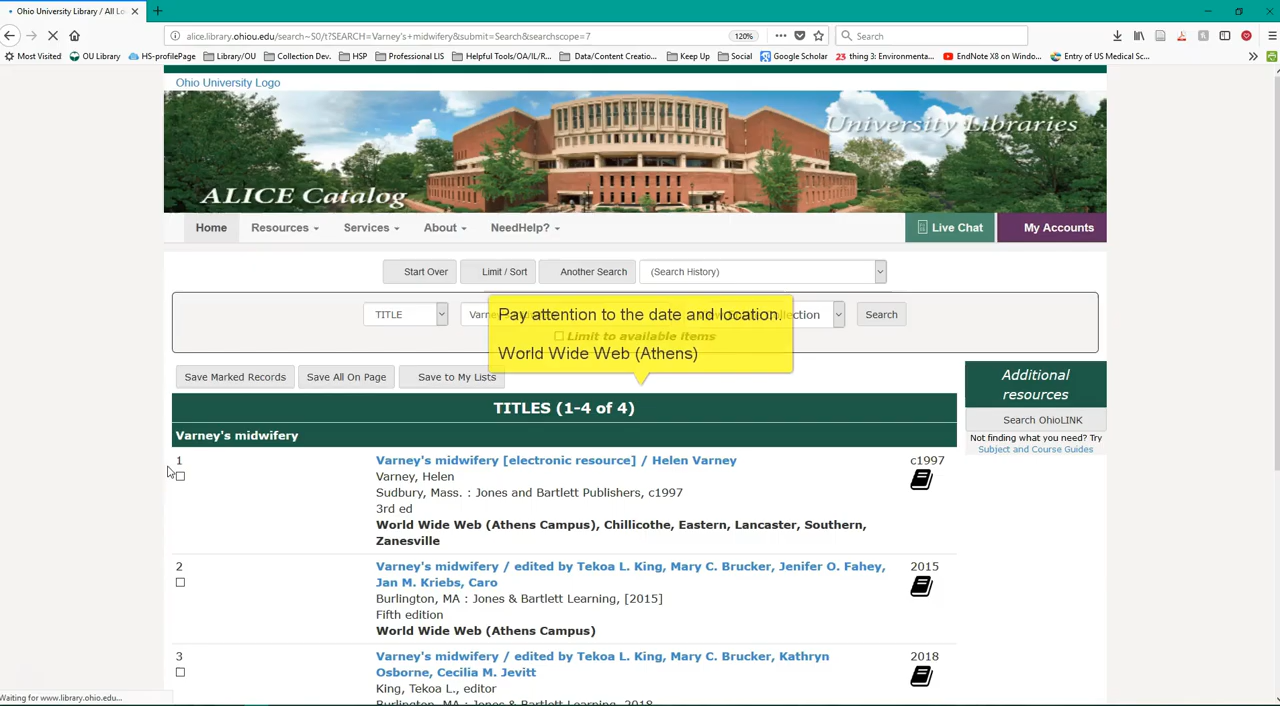 Ohio University Library / All Lo
alice.library.ohiou.edu/search~S0/t?SEARCH=Varney's+midwifery&submit=Search&searchscope=7
120%
Search
Most Visited
OU Library
HS-profilePage
Library/OU
Collection Dev.
HSP
Professional LIS
Helpful Tools/OA/IL/R...
Data/Content Creatio...
Keep Up
Social
Google Scholar
thing 3: Environmenta...
EndNote X8 on Windo...
Entry of US Medical Sc...
Ohio University Logo
University Libraries
ALICE Catalog
Home
Resources
Services
About
NeedHelp?
Live Chat
My Accounts
Start Over
Limit / Sort
Another Search
(Search History)
TITLE
Pay attention to the date and location.
Search
Limit to available items
World Wide Web (Athens)
Save Marked Records
Save All On Page
Save to My Lists
Additional
resources
Search OhioLINK
Not finding what you need? Try
Subject and Course Guides
TITLES (1-4 of 4)
Varney's midwifery
1
Varney's midwifery [electronic resource] / Helen Varney
c1997
Varney, Helen
Sudbury, Mass. : Jones and Bartlett Publishers, c1997
3rd ed
World Wide Web (Athens Campus), Chillicothe, Eastern, Lancaster, Southern,
Zanesville
2
Varney's midwifery / edited by Tekoa L. King, Mary C. Brucker, Jenifer O. Fahey,
2015
Jan M. Kriebs, Caro
Burlington, MA : Jones & Bartlett Learning, [2015]
Fifth edition
World Wide Web (Athens Campus)
3
Varney's midwifery / edited by Tekoa L. King, Mary C. Brucker, Kathryn
2018
Osborne, Cecilia M. Jevitt
King, Tekoa L., editor
Waiting for www.library.ohio.edu...